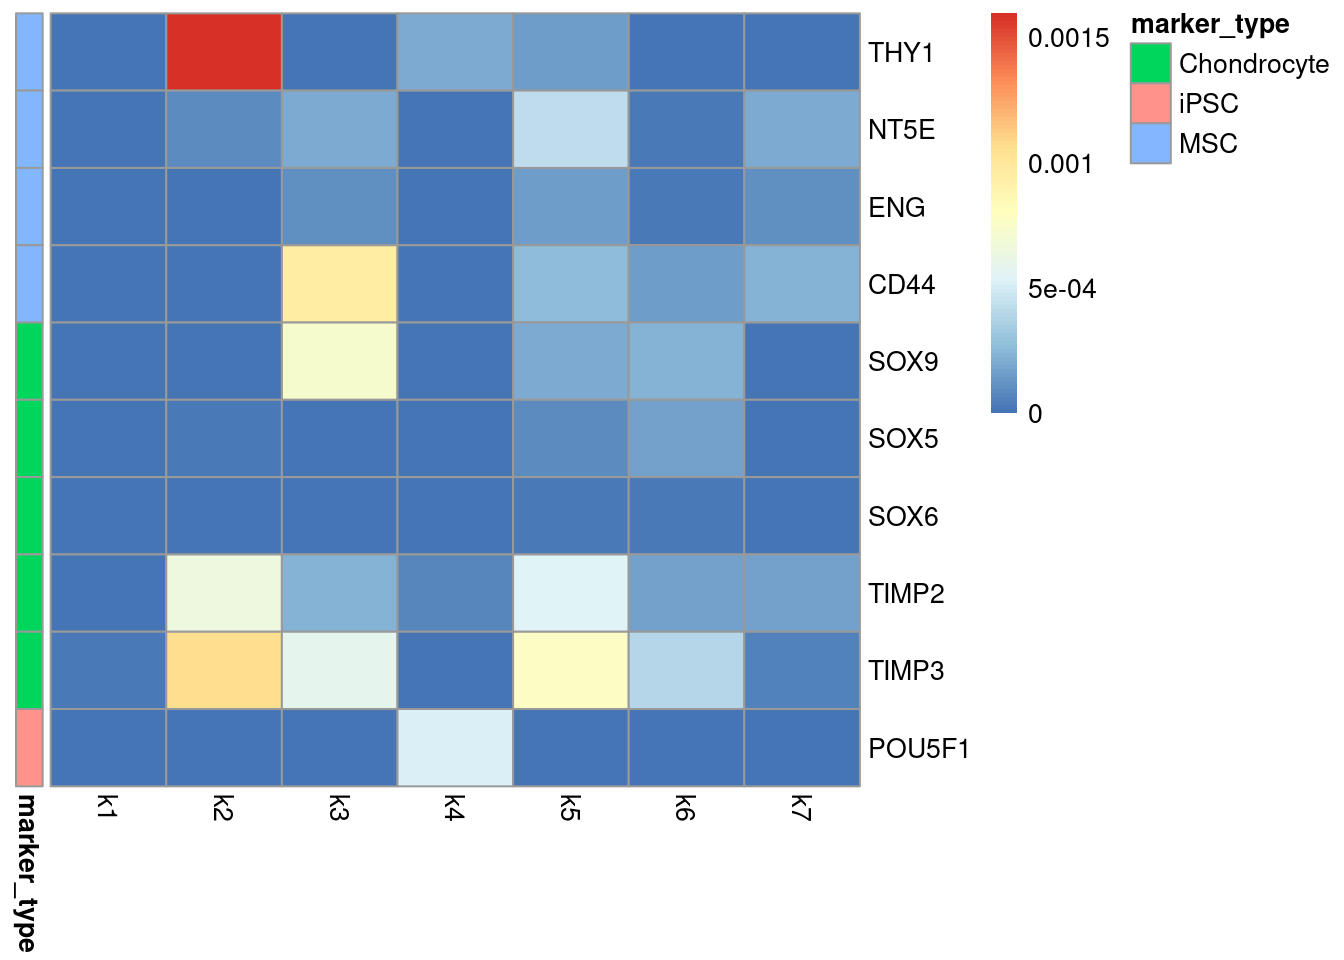 marker_type
0.0015
0.001
5e-04
0
Chondrocyte
iPSC
MSC
THY1
NT5E
ENG
CD44
SOX9
SOX5
SOX6
TIMP2
TIMP3
POU5F1
k1 k2 k3 k4 k5 k6 k7
marker_type